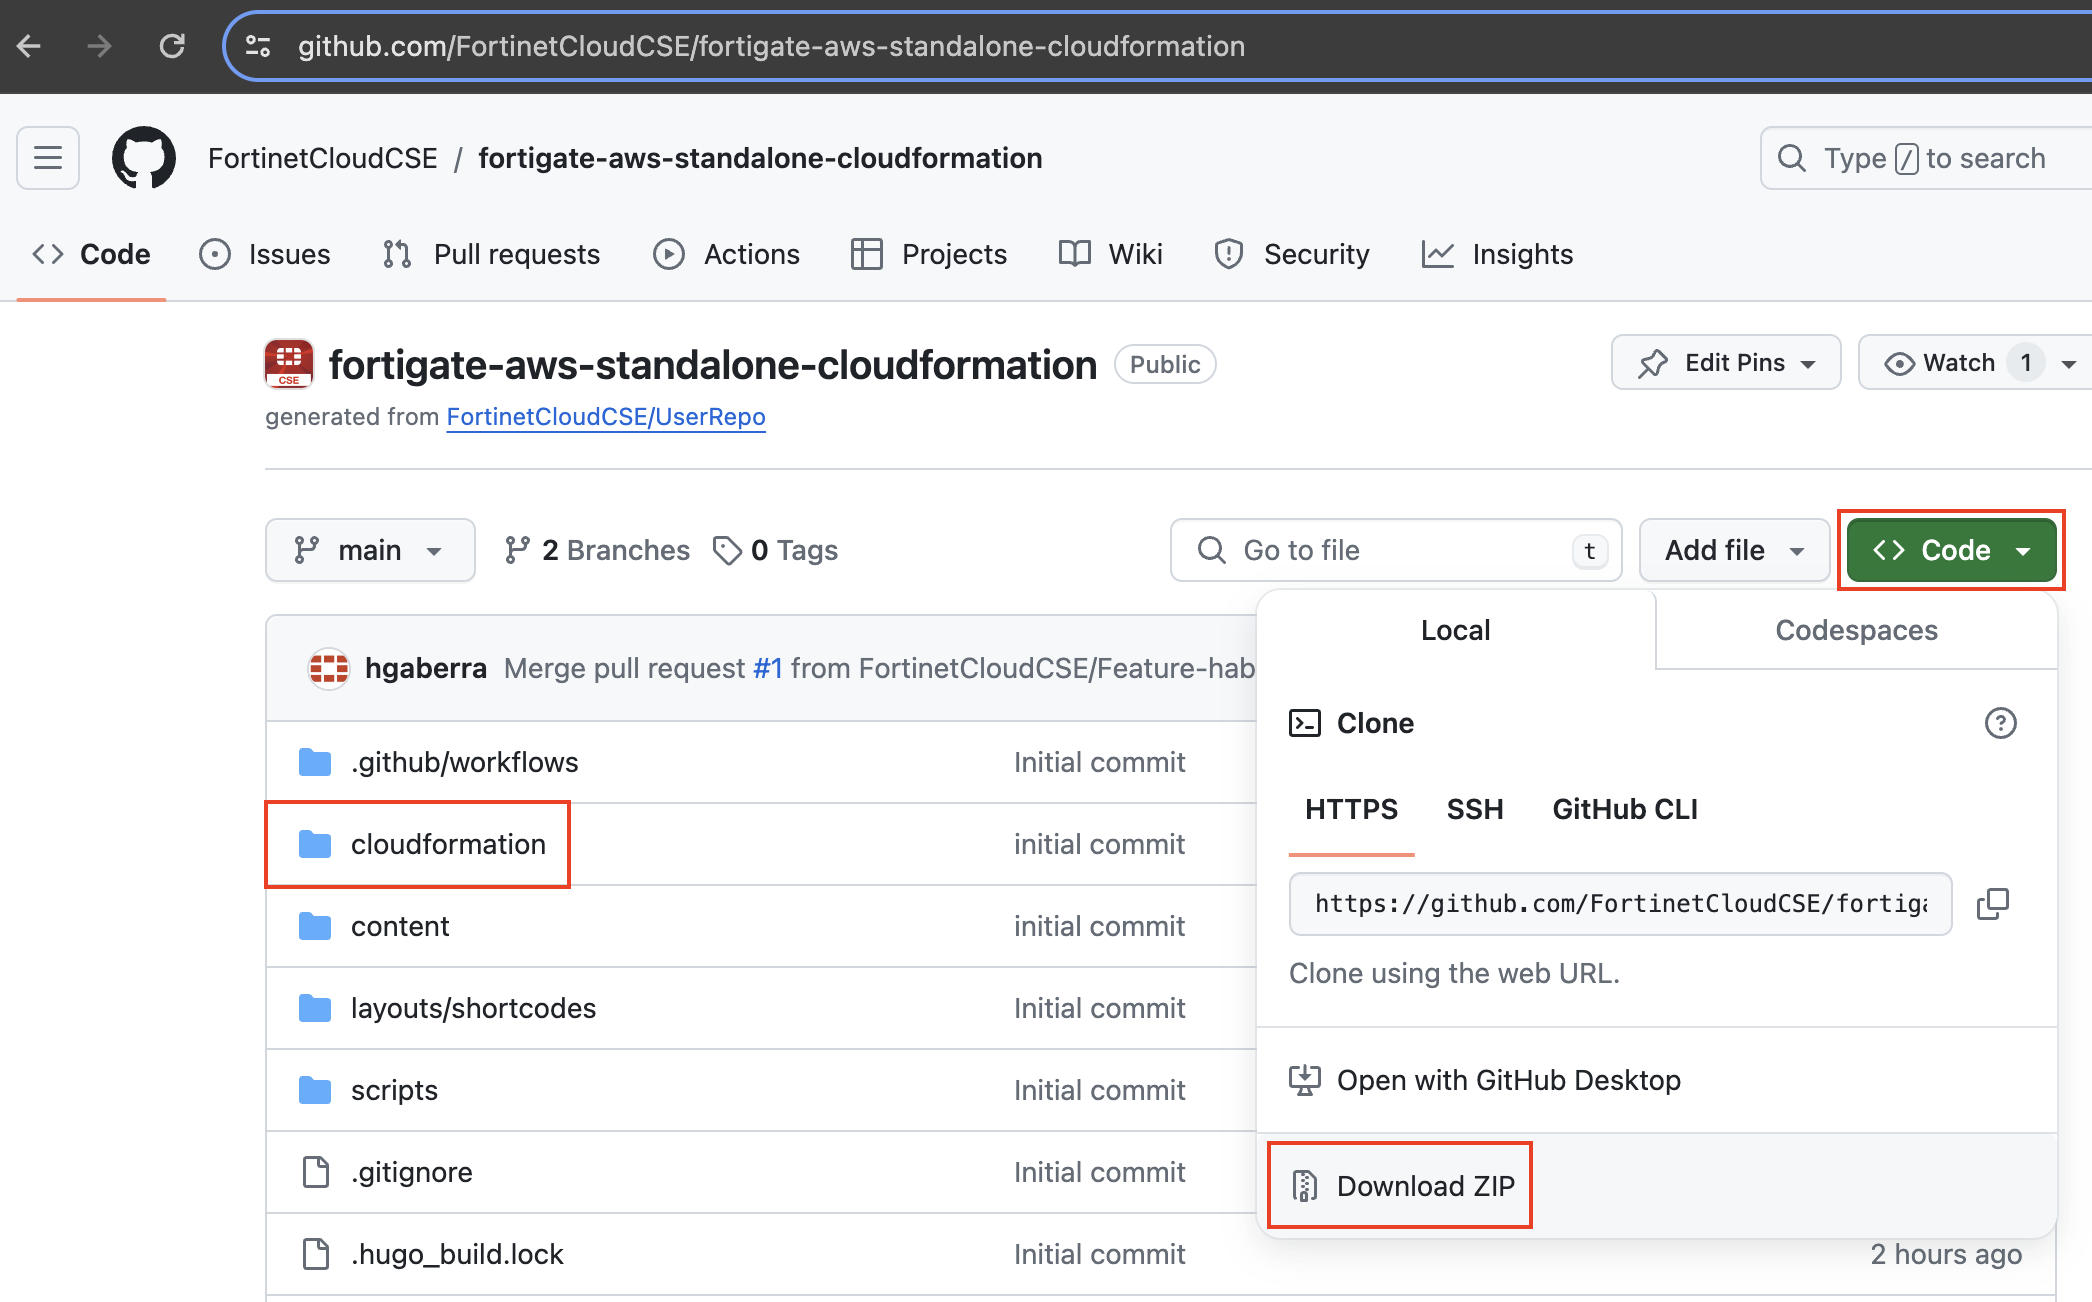 github.com/FortinetCloudCSE/fortigate-aws-standalone-cloudformation
FortinetCloudCSE / fortigate-aws-standalone-cloudformation
Type / to search
Code Issues Pull requests Actions Projects Wiki Security Insights
CSE fortigate-aws-standalone-cloudformation Public Edit Pins Watch 1
generated from FortinetCloudCSE/UserRepo
main 2 Branches 0 Tags Go to file t Add file Code
Local Codespaces
hgaberra Merge pull request #1 from FortinetCloudCSE/Feature-hab
Clone
.github/workflows Initial commit
HTTPS SSH GitHub CLI
cloudformation initial commit
https://github.com/FortinetCloudCSE/fortiga
content initial commit
Clone using the web URL.
layouts/shortcodes Initial commit
Open with GitHub Desktop
scripts Initial commit
.gitignore Initial commit
Download ZIP
.hugo_build.lock Initial commit 2 hours ago